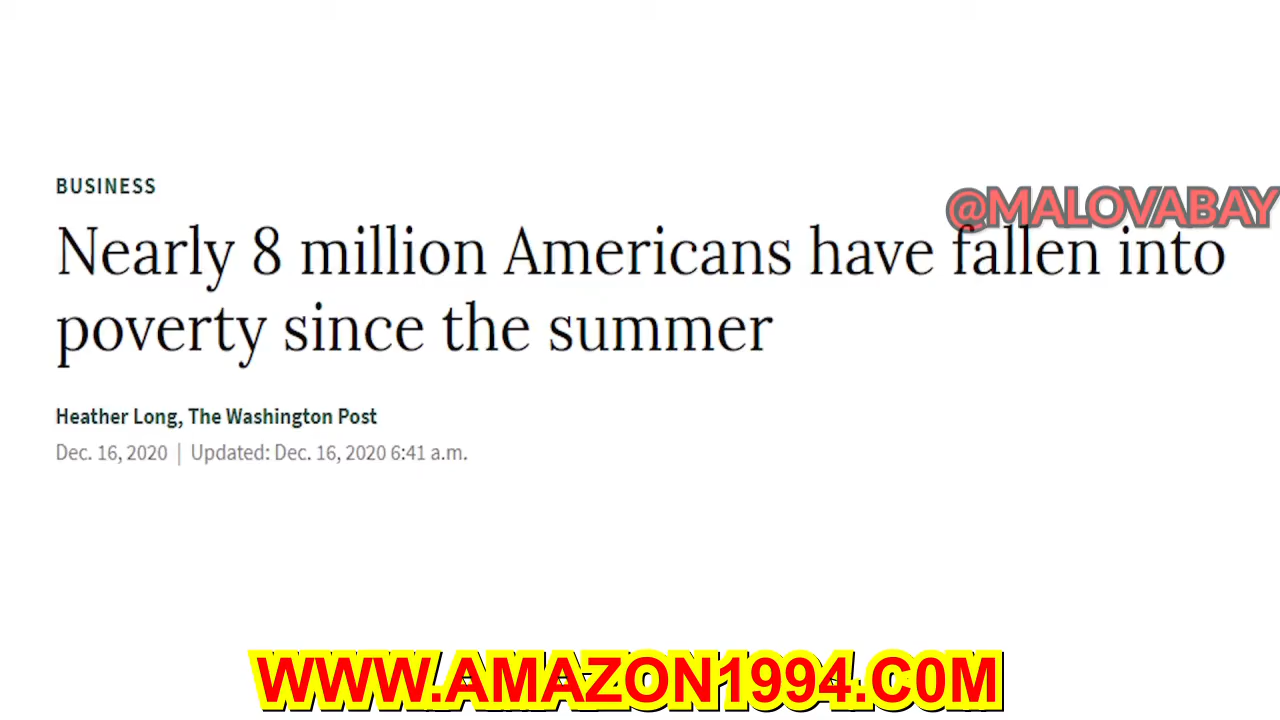 BUSINESS
@MALOVABAY
Nearly 8 million Americans have fallen into
poverty since the summer
Heather Long, The Washington Post
Dec. 16, 2020 | Updated: Dec. 16, 2020 6:41 a.m.
WWW.AMAZON1994.C0M